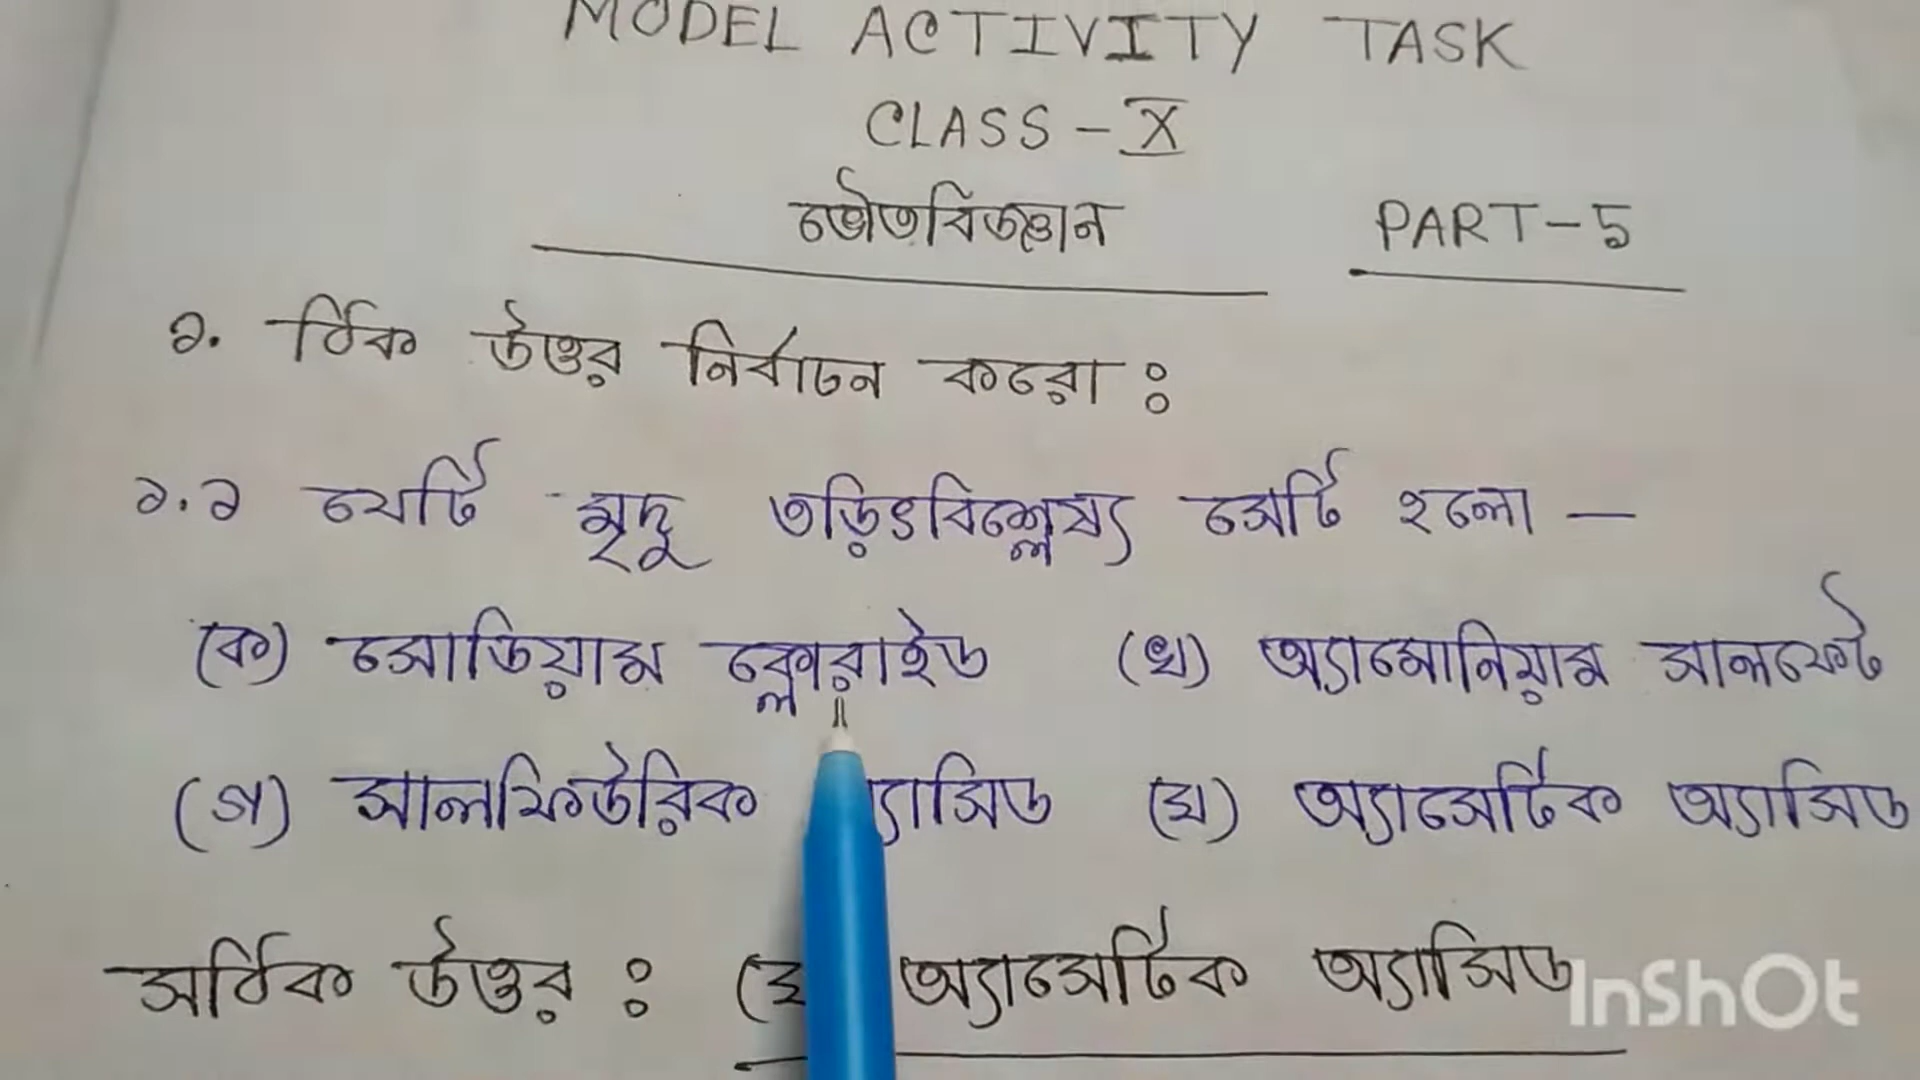 MODEL ACTIVITY TASK
CLASS - X
ভৌতবিজ্ঞান PART-5
১. ঠিক উত্তর নির্বাচন করো :
১.১ যেটি মৃদু তড়িৎবিশ্লেষ্য সেটি হলো —
(ক) সোডিয়াম ক্লোরাইড (খ) অ্যামোনিয়াম সালফেট
(গ) সালফিউরিক (ঘ) অ্যাসেটিক অ্যাসিড
সঠিক উত্তর : অ্যাসেটিক অ্যাসিড
InShOt